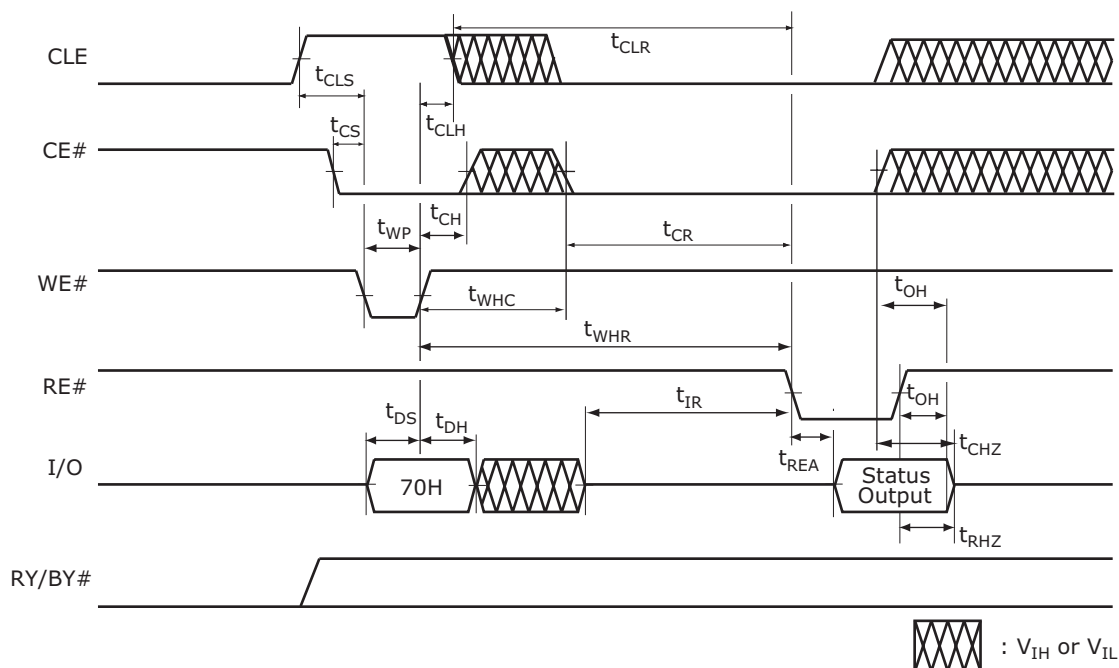 CLE
tCLR
tCLS
tCLH
CE#
tCS
tCH
tWP
tCR
WE#
tWHC
tOH
tWHR
RE#
tIR
tOH
tDS
tDH
tREA
tCHZ
I/O
70H
Status
Output
tRHZ
RY/BY#
: VIH or VIL